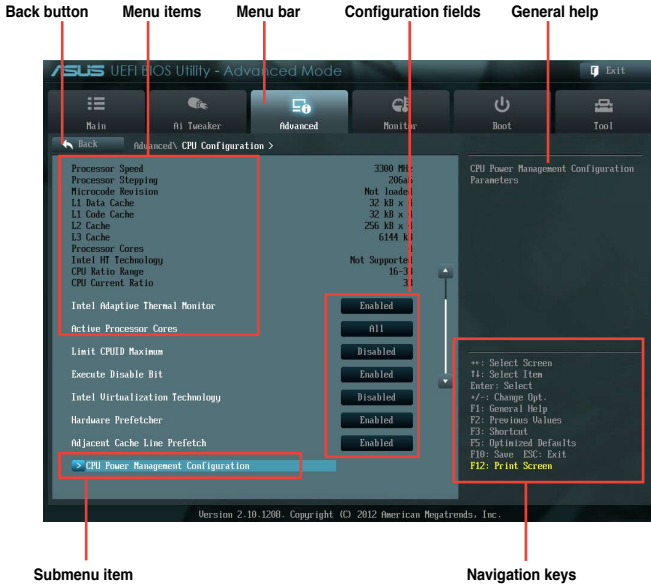 Back button Menu items Menu bar Configuration fields General help
ASUS UEFI BIOS Utility - Advanced Mode Exit
Main Ai Tweaker Advanced Monitor Boot Tool
Back Advanced\ CPU Configuration >
Processor Speed 3300 MHz
Processor Stepping 206a
Microcode Revision Not loaded
L1 Data Cache 32 kB x
L1 Code Cache 32 kB x
L2 Cache 256 kB x
L3 Cache 6144 k
Processor Cores
Intel HT Technology Not Supported
CPU Ratio Range 16-3
CPU Current Ratio 3
CPU Power Management Configuration
Parameters
Intel Adaptive Thermal Monitor Enabled
Active Processor Cores All
Limit CPUID Maximum Disabled
Execute Disable Bit Enabled
Intel Virtualization Technology Disabled
Hardware Prefetcher Enabled
Adjacent Cache Line Prefetch Enabled
> CPU Power Management Configuration
→←: Select Screen
↑↓: Select Item
Enter: Select
+/-: Change Opt.
F1: General Help
F2: Previous Values
F3: Shortcut
F5: Optimized Defaults
F10: Save ESC: Exit
F12: Print Screen
Version 2.10.1208. Copyright (C) 2012 American Megatrends, Inc.
Submenu item Navigation keys